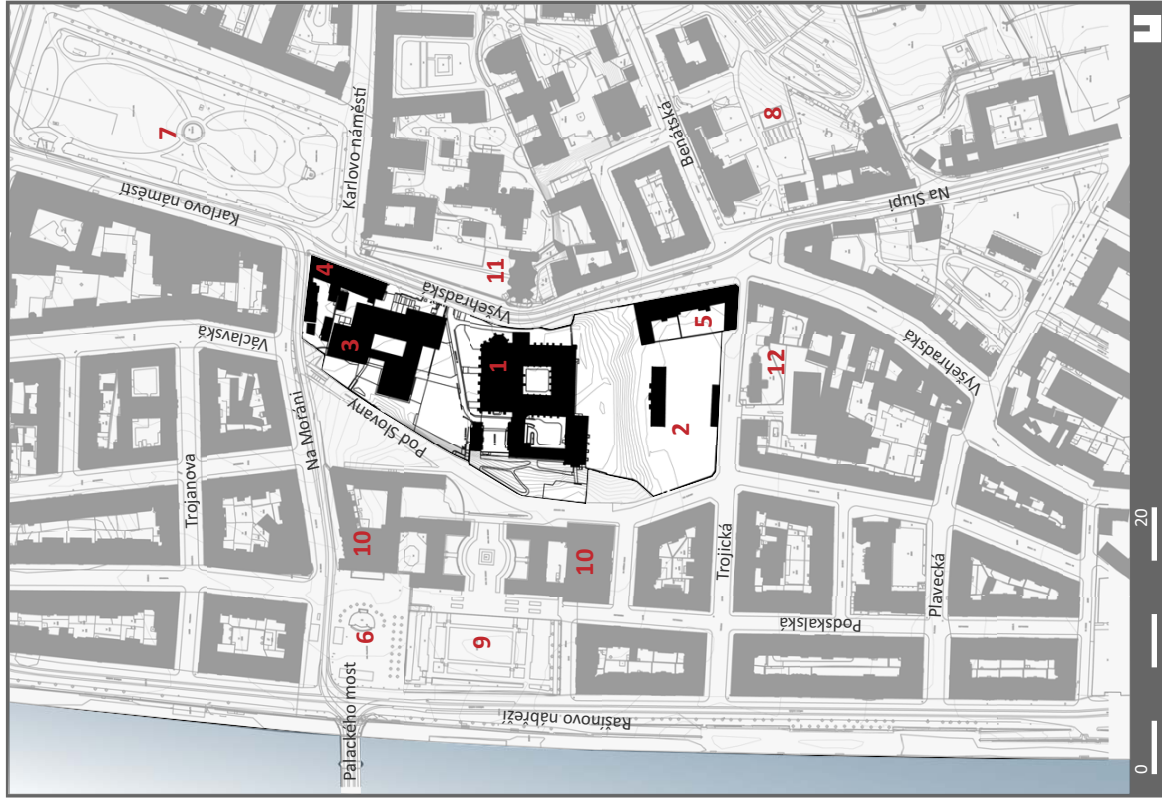 7
Karlovo náměstí
Karlovo náměstí
8
Benátská
Na Slupi
4
11
Vyšehradská
Václavská
3
1
5
12
Vyšehradská
Na Moráni
Pod Slovany
2
Trojanova
10
10
Trojická
Plavecká
6
9
Podskalská
Palackého most
Rašínovo nábřeží
0
20